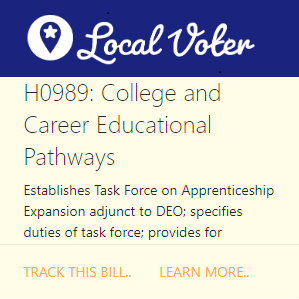 Local Voter
H0989: College and
Career Educational
Pathways
Establishes Task Force on Apprenticeship
Expansion adjunct to DEO; specifies
duties of task force; provides for
TRACK THIS BILL.. LEARN MORE..